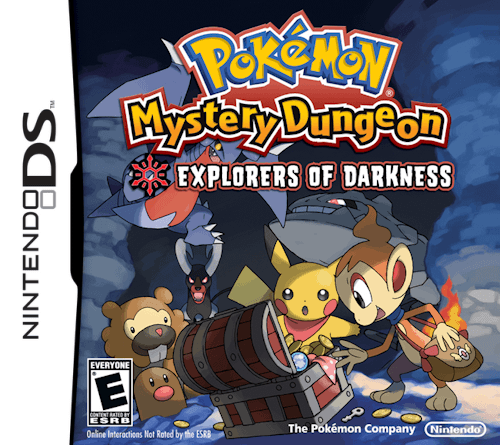 NINTENDO DS™
POKéMON®
Mystery Dungeon
EXPLORERS OF DARKNESS
EVERYONE
E
CONTENT RATED BY
ESRB
Online Interactions Not Rated by the ESRB
The Pokémon Company
Nintendo